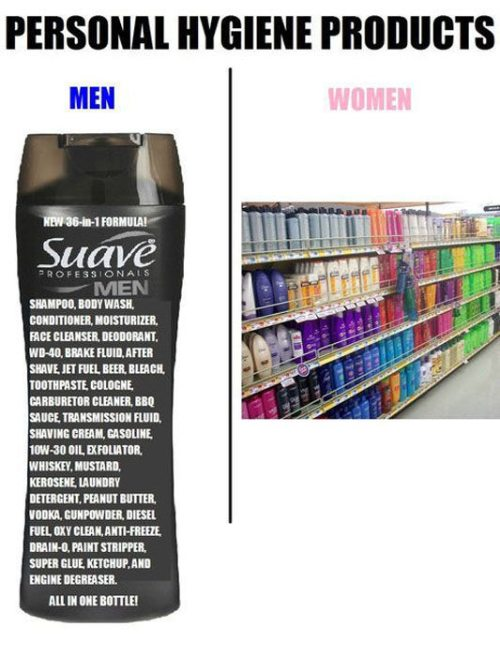 PERSONAL HYGIENE PRODUCTS
MEN
WOMEN
NEW 36-in-1 FORMULA!
Suave®
PROFESSIONALS
MEN
SHAMPOO, BODY WASH,
CONDITIONER, MOISTURIZER,
FACE CLEANSER, DEODORANT,
WD-40, BRAKE FLUID, AFTER
SHAVE, JET FUEL, BEER, BLEACH,
TOOTHPASTE, COLOGNE,
CARBURETOR CLEANER, BBQ
SAUCE, TRANSMISSION FLUID,
SHAVING CREAM, GASOLINE,
10W-30 OIL, EXFOLIATOR,
WHISKEY, MUSTARD,
KEROSENE, LAUNDRY
DETERGENT, PEANUT BUTTER,
VODKA, GUNPOWDER, DIESEL
FUEL, OXY CLEAN, ANTI-FREEZE,
DRAIN-O, PAINT STRIPPER,
SUPER GLUE, KETCHUP, AND
ENGINE DEGREASER.
ALL IN ONE BOTTLE!